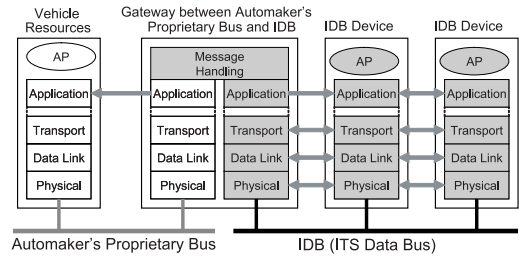 Vehicle
Resources
Gateway between Automaker's
Proprietary Bus and IDB
IDB Device
IDB Device
AP
Message
Handling
AP
AP
Application
Application
Application
Application
Application
Transport
Transport
Transport
Transport
Transport
Data Link
Data Link
Data Link
Data Link
Data Link
Physical
Physical
Physical
Physical
Physical
Automaker's Proprietary Bus
IDB (ITS Data Bus)